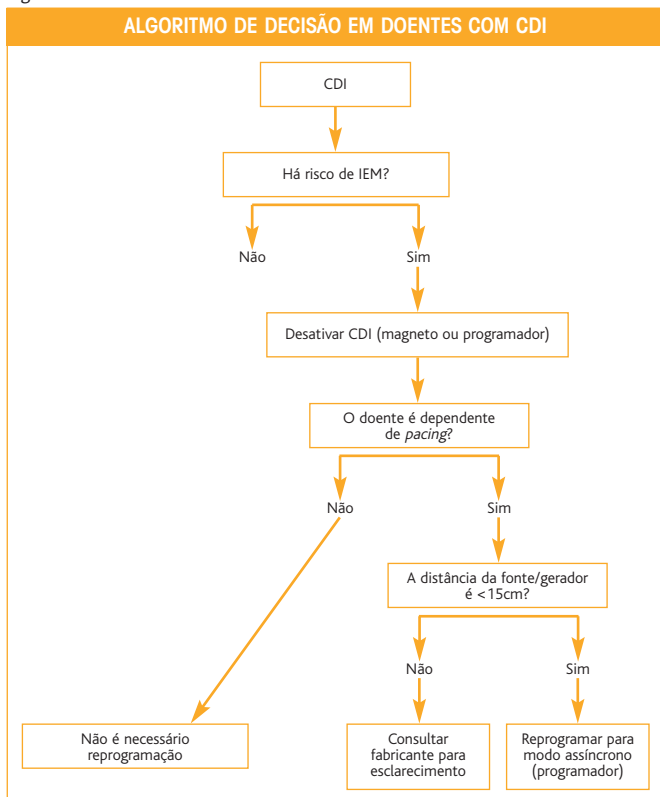 ALGORITMO DE DECISÃO EM DOENTES COM CDI
CDI
Há risco de IEM?
Não
Sim
Desativar CDI (magneto ou programador)
O doente é dependente
de pacing?
Não
Sim
A distância da fonte/gerador
é <15cm?
Não
Sim
Não é necessário
reprogramação
Consultar
fabricante para
esclarecimento
Reprogramar para
modo assíncrono
(programador)